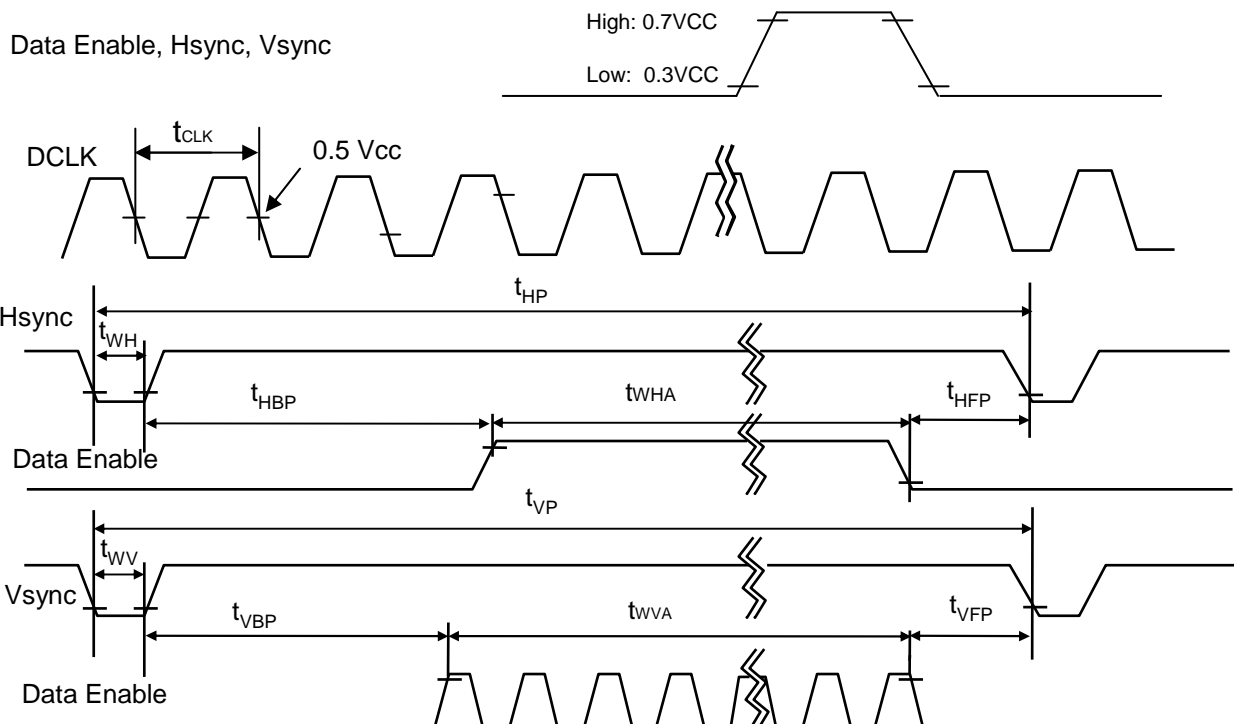 High: 0.7VCC
Data Enable, Hsync, Vsync
Low: 0.3VCC
tCLK
DCLK
0.5 Vcc
tHP
Hsync
tWH
tHBP
tWHA
tHFP
Data Enable
tVP
tWV
Vsync
tVBP
tWVA
tVFP
Data Enable